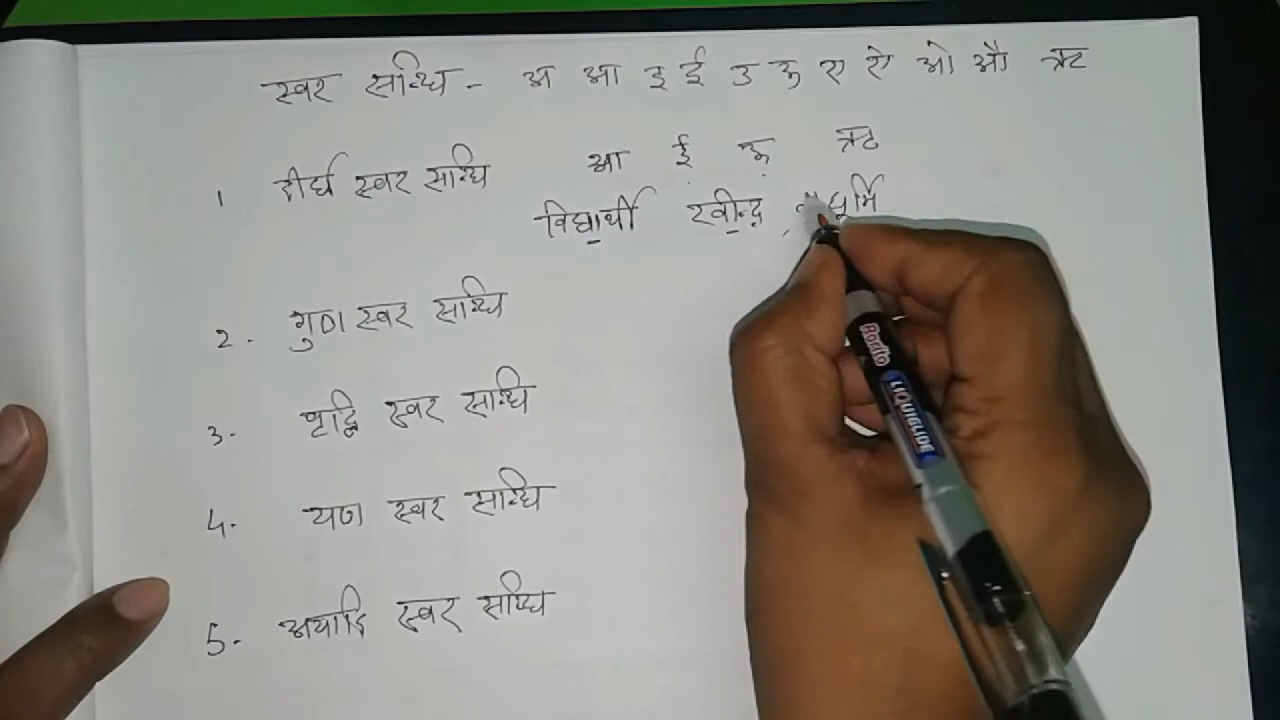 स्वर सन्धि - अ आ इ ई उ ऊ ए ऐ ओ औ ऋ
आ ई ऊ ऋ
1 दीर्घ स्वर सन्धि
विद्यार्थी रवीन्द्र,
2. गुण स्वर सन्धि
3. वृद्धि स्वर सन्धि
4. यण स्वर सन्धि
5. अयादि स्वर सन्धि
Rorito LIQUIGLIDE